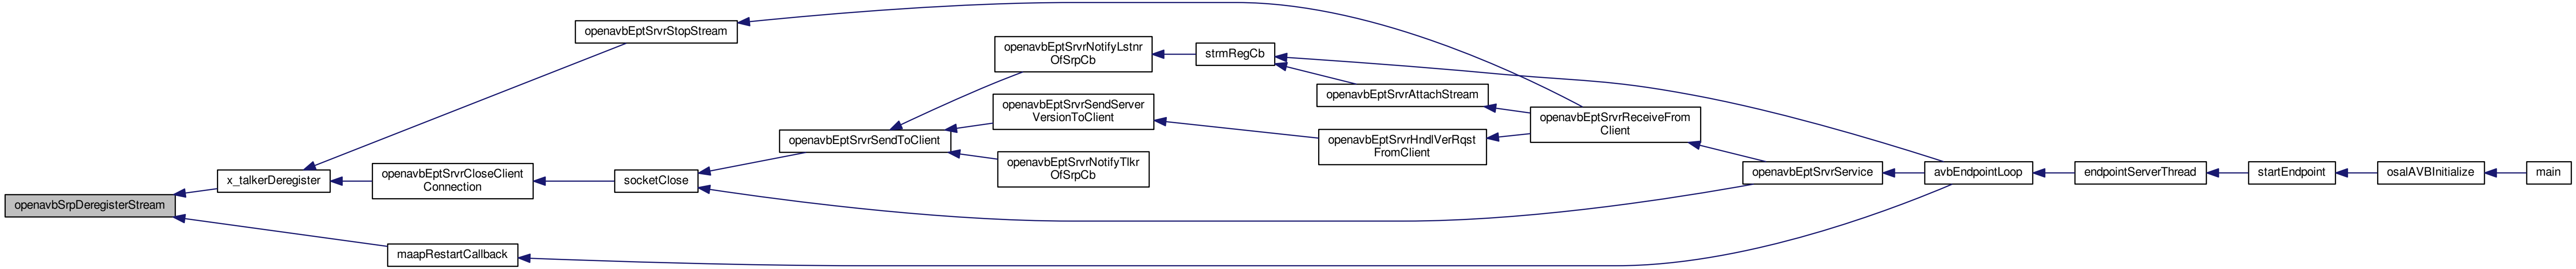 openavbSrpDeregisterStream
x_talkerDeregister
maapRestartCallback
openavbEptSrvrStopStream
openavbEptSrvrCloseClient
Connection
socketClose
openavbEptSrvrSendToClient
openavbEptSrvrNotifyLstnr
OfSrpCb
openavbEptSrvrSendServer
VersionToClient
openavbEptSrvrNotifyTlkr
OfSrpCb
strmRegCb
openavbEptSrvrAttachStream
openavbEptSrvrHndlVerRqst
FromClient
openavbEptSrvrReceiveFrom
Client
openavbEptSrvrService
avbEndpointLoop
endpointServerThread
startEndpoint
osalAVBInitialize
main